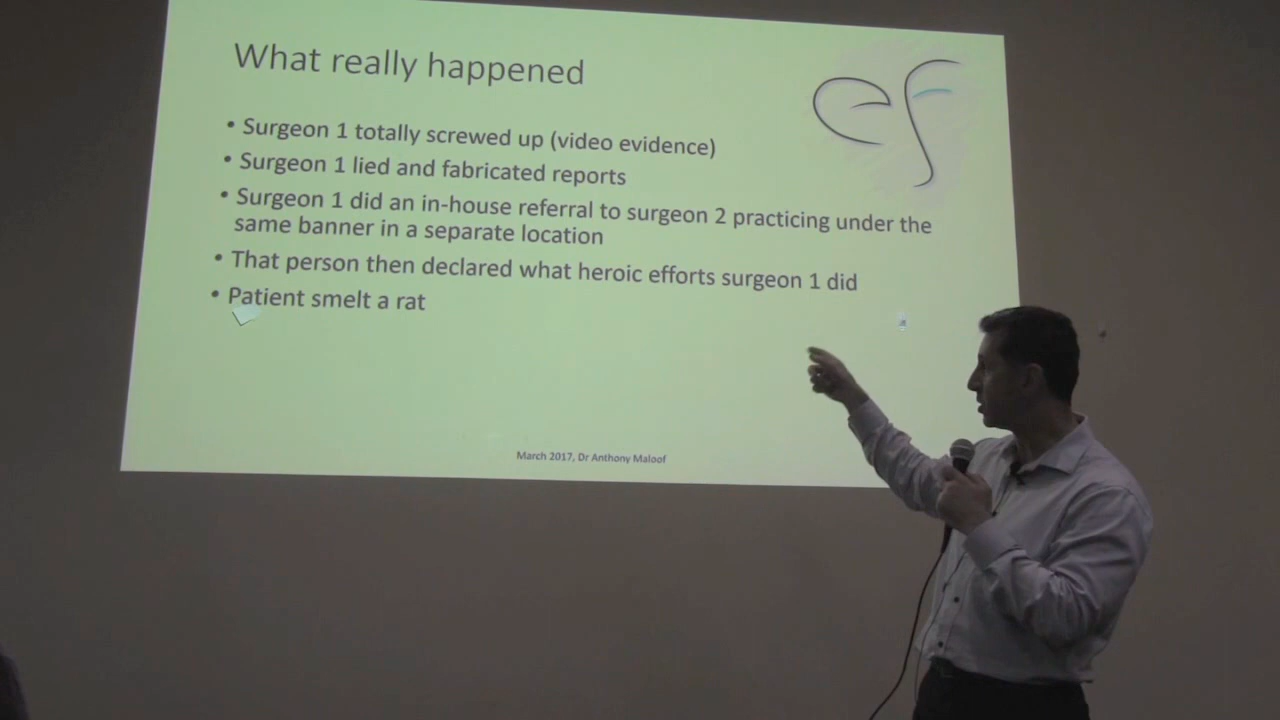 What really happened
ef
• Surgeon 1 totally screwed up (video evidence)
• Surgeon 1 lied and fabricated reports
• Surgeon 1 did an in-house referral to surgeon 2 practicing under the
same banner in a separate location
• That person then declared what heroic efforts surgeon 1 did
• Patient smelt a rat
March 2017, Dr Anthony Maloof